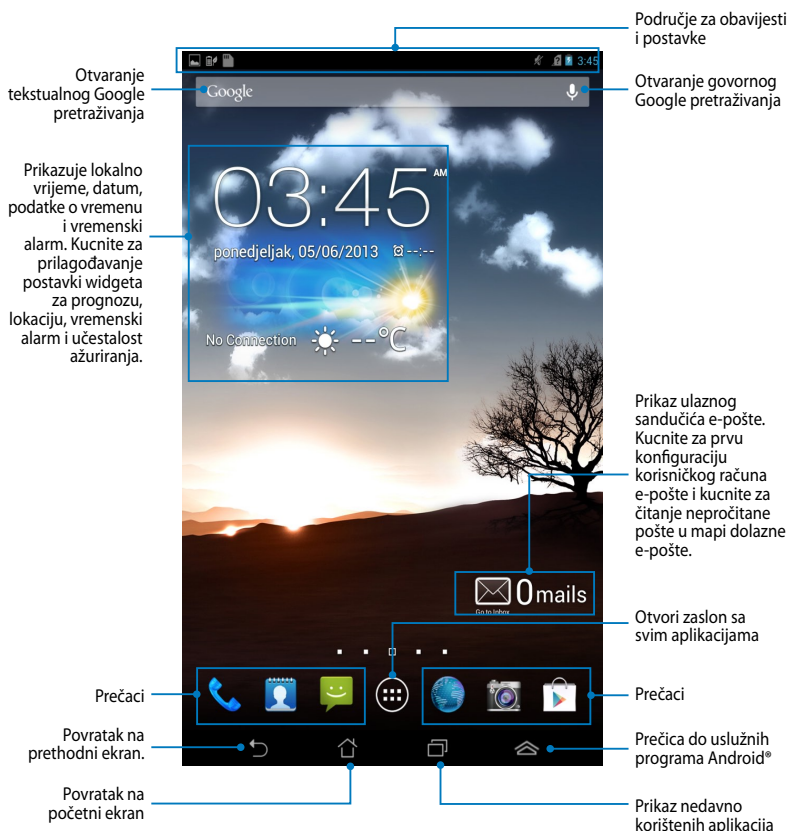 Područje za obavijesti
i postavke
3:45
Otvaranje
tekstualnog Google
pretraživanja
Google
Otvaranje govornog
Google pretraživanja
Prikazuje lokalno
vrijeme, datum,
podatke o vremenu
i vremenski
alarm. Kucnite za
prilagođavanje
postavki widgeta
za prognozu,
lokaciju, vremenski
alarm i učestalost
ažuriranja.
03:45 AM
ponedjeljak, 05/06/2013 --:--
No Connection --°C
Prikaz ulaznog
sandučića e-pošte.
Kucnite za prvu
konfiguraciju
korisničkog računa
e-pošte i kucnite za
čitanje nepročitane
pošte u mapi dolazne
e-pošte.
0mails
Go to Inbox
Otvori zaslon sa
svim aplikacijama
Prečaci
Prečaci
Povratak na
prethodni ekran.
Prečica do uslužnih
programa Android®
Povratak na
početni ekran
Prikaz nedavno
korištenih aplikacija